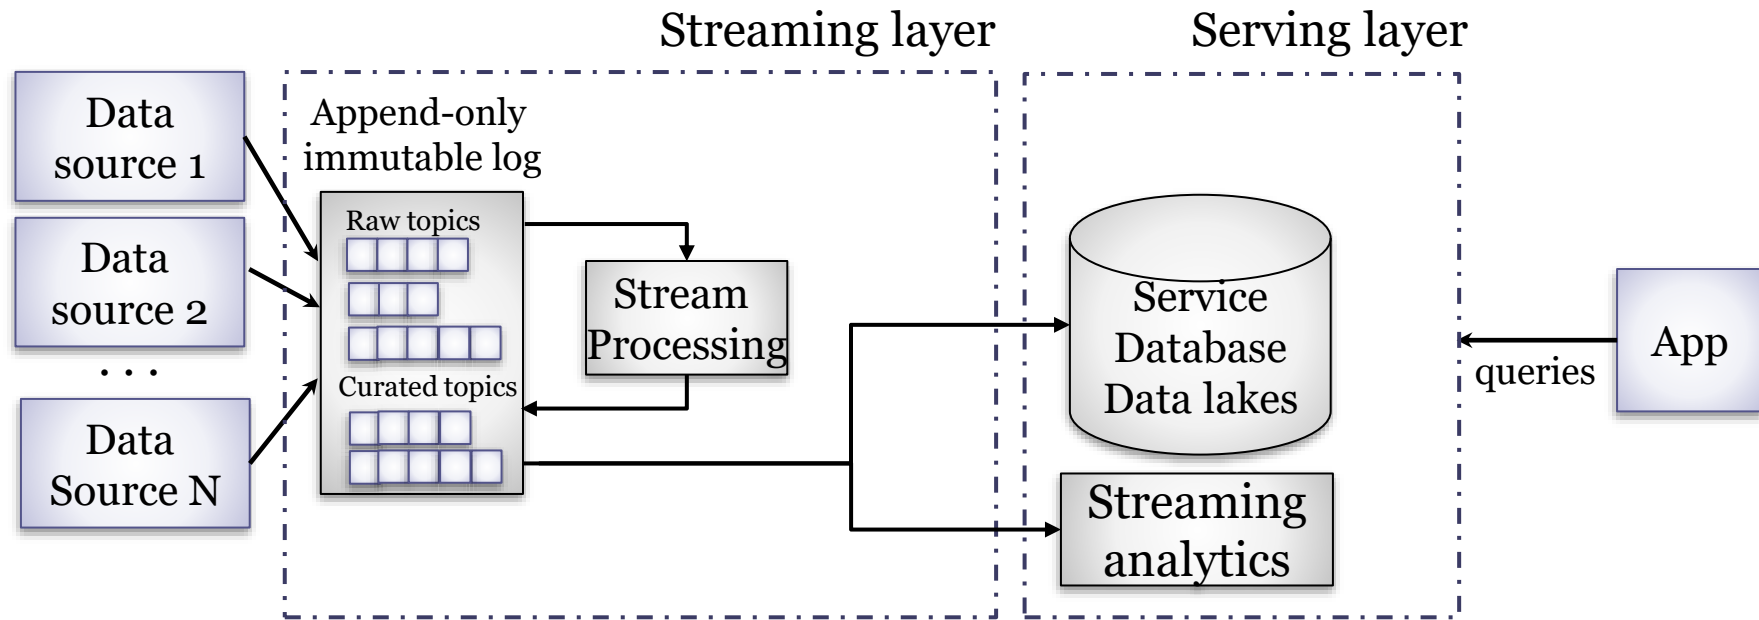 Streaming layer
Serving layer
Data
source 1
Data
source 2
...
Data
Source N
Append-only
immutable log
Raw topics
Curated topics
Stream
Processing
Service
Database
Data lakes
Streaming
analytics
queries
App